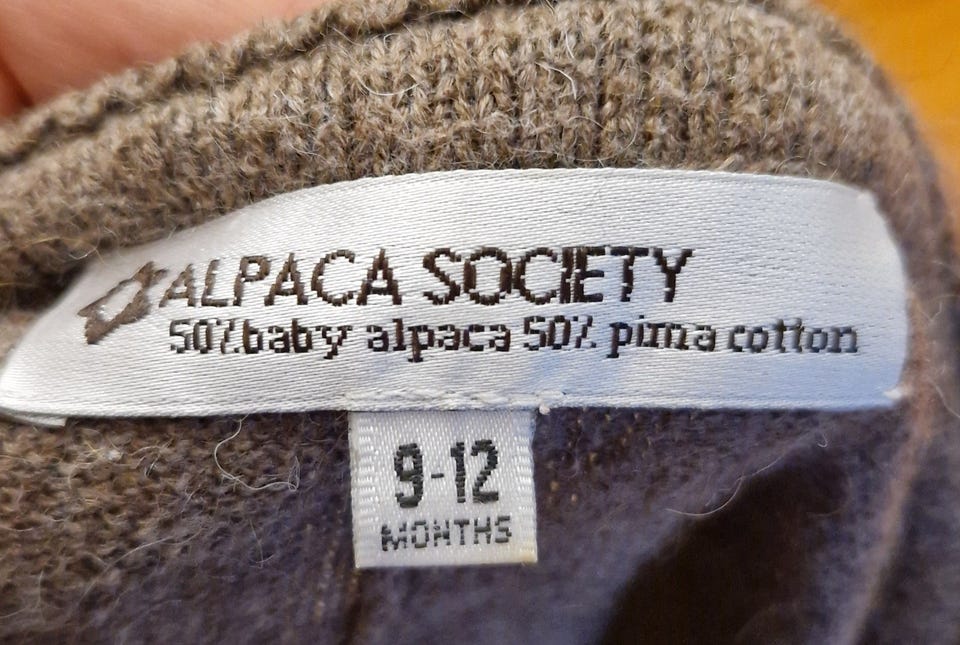 ALPACA SOCIETY
50%baby alpaca 50% pima cotton
9-12
MONTHS